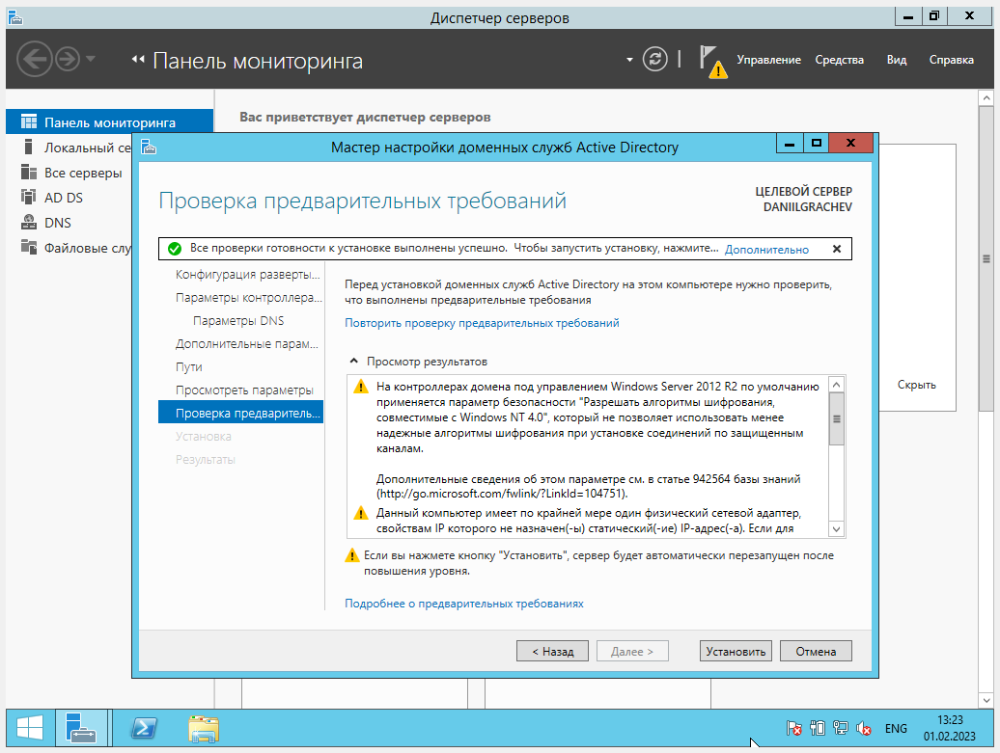 Диспетчер серверов
Панель мониторинга
Управление Средства Вид Справка
Панель мониторинга
Локальный се
Все серверы
AD DS
DNS
Файловые слу
Вас приветствует диспетчер серверов
Скрыть
Мастер настройки доменных служб Active Directory
Проверка предварительных требований
ЦЕЛЕВОЙ СЕРВЕР
DANIILGRACHEV
Все проверки готовности к установке выполнены успешно. Чтобы запустить установку, нажмите... Дополнительно
Конфигурация разверты...
Параметры контроллера...
Параметры DNS
Дополнительные парам...
Пути
Просмотреть параметры
Проверка предваритель...
Установка
Результаты
Перед установкой доменных служб Active Directory на этом компьютере нужно проверить,
что выполнены предварительные требования
Повторить проверку предварительных требований
Просмотр результатов
На контроллерах домена под управлением Windows Server 2012 R2 по умолчанию
применяется параметр безопасности "Разрешать алгоритмы шифрования,
совместимые с Windows NT 4.0", который не позволяет использовать менее
надежные алгоритмы шифрования при установке соединений по защищенным
каналам.
Дополнительные сведения об этом параметре см. в статье 942564 базы знаний
(http://go.microsoft.com/fwlink/?LinkId=104751).
Данный компьютер имеет по крайней мере один физический сетевой адаптер,
свойствам IP которого не назначен(-ы) статический(-ие) IP-адрес(-а). Если для
Если вы нажмете кнопку "Установить", сервер будет автоматически перезапущен после
повышения уровня.
Подробнее о предварительных требованиях
< Назад Далее > Установить Отмена
ENG
13:23
01.02.2023